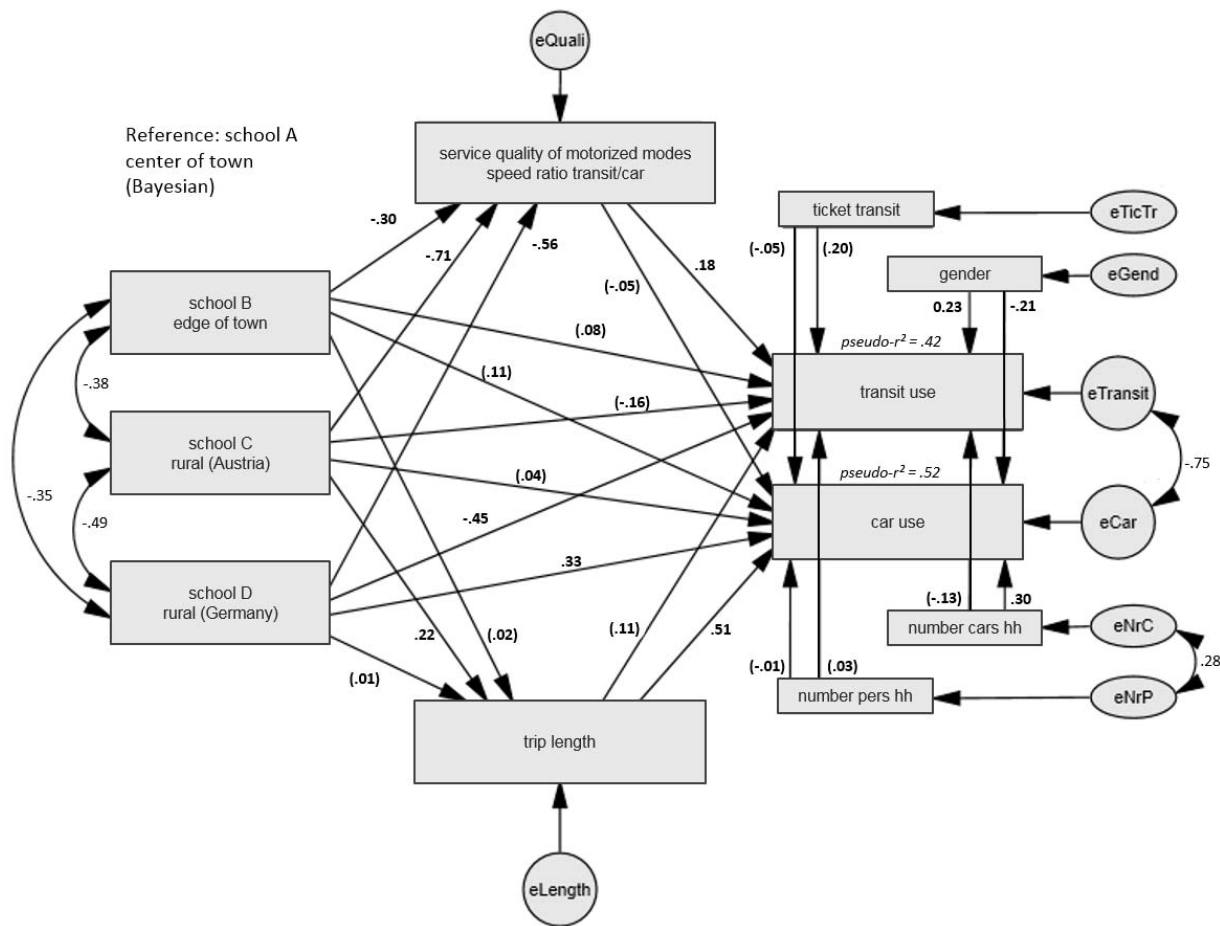 eQuali
Reference: school A
center of town
(Bayesian)
service quality of motorized modes
speed ratio transit/car
-.30
-.71
-.56
ticket transit
eTicTr
(-.05)
(.20)
.18
(-.05)
gender
eGend
0.23
-.21
school B
edge of town
(.08)
pseudo-r² = .42
transit use
eTransit
(.11)
-.38
(-.16)
school C
rural (Austria)
-.75
(.04)
pseudo-r² = .52
-.35
-.49
-.45
car use
eCar
.33
school D
rural (Germany)
(-.13)
.30
number cars hh
eNrC
.22
(.02)
(.11)
.51
.28
(.01)
(-.01)
(.03)
number pers hh
eNrP
trip length
eLength